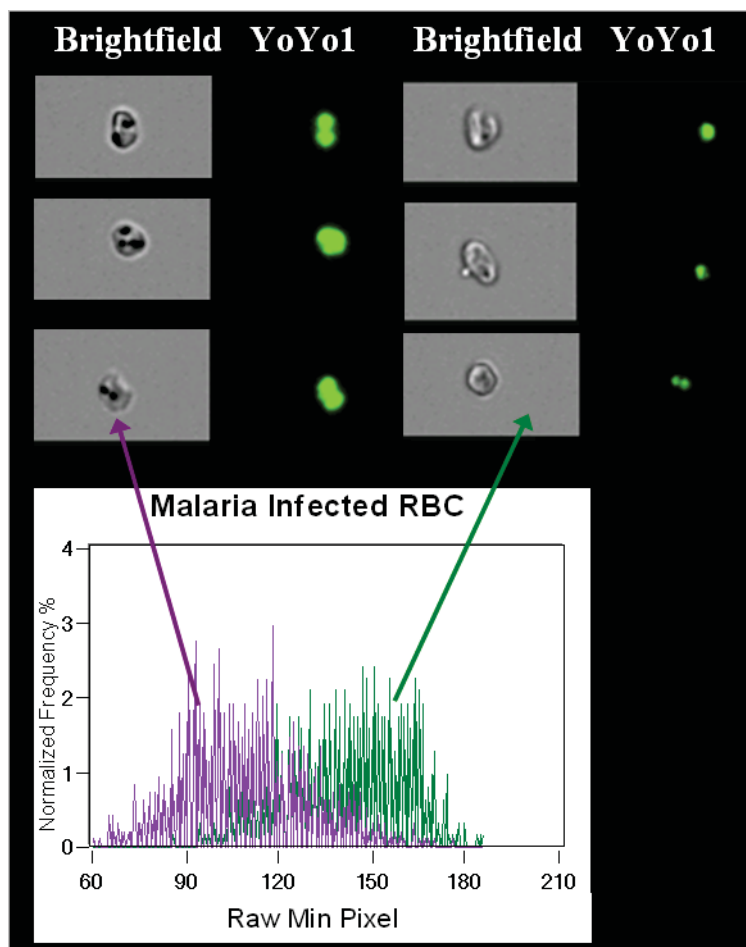 Brightfield YoYo1 Brightfield YoYo1
Malaria Infected RBC
Normalized Frequency %
4
3
2
1
0
60 90 120 150 180 210
Raw Min Pixel